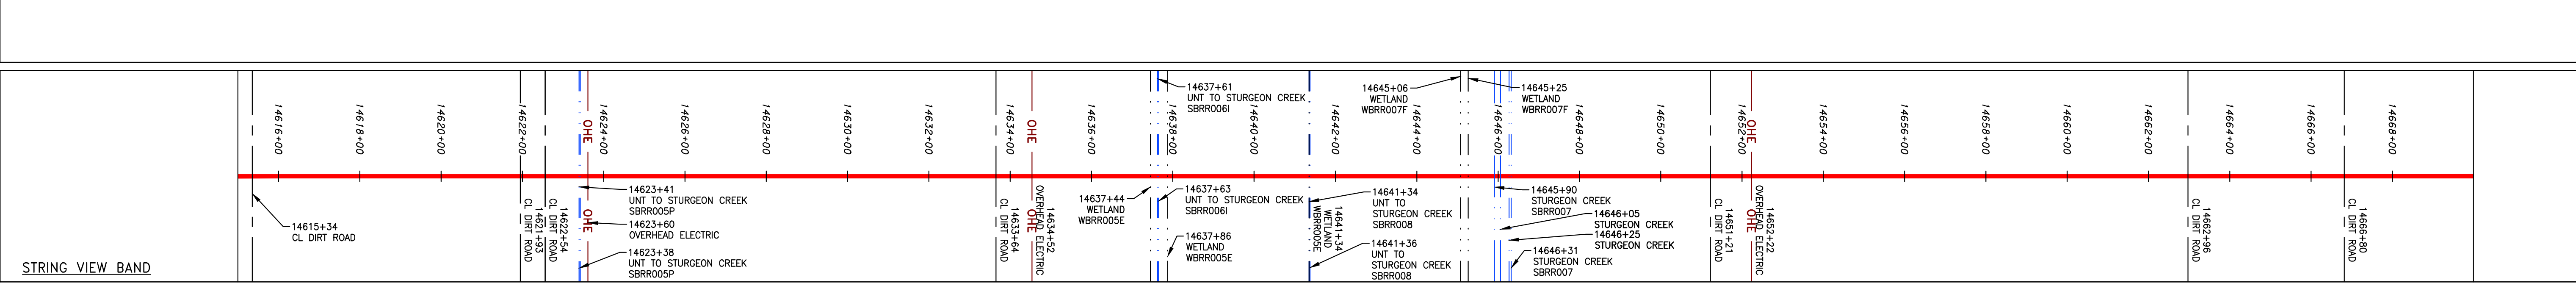 14616+00
14618+00
14620+00
14622+00
14624+00
14626+00
14628+00
14630+00
14632+00
14634+00
14636+00
14638+00
14640+00
14642+00
14644+00
14646+00
14648+00
14650+00
14652+00
14654+00
14656+00
14658+00
14660+00
14662+00
14664+00
14666+00
14668+00
OHE
OHE
OHE
14637+61
UNT TO STURGEON CREEK
SBRR006I
14645+06
WETLAND
WBRR007F
14645+25
WETLAND
WBRR007F
14615+34
CL DIRT ROAD
14621+93
CL DIRT ROAD
14622+54
CL DIRT ROAD
OHE
14623+41
UNT TO STURGEON CREEK
SBRR005P
14623+60
OVERHEAD ELECTRIC
14623+38
UNT TO STURGEON CREEK
SBRR005P
14633+64
CL DIRT ROAD
OHE
14634+52
OVERHEAD ELECTRIC
14637+44
WETLAND
WBRR005E
14637+63
UNT TO STURGEON CREEK
SBRR006I
14637+86
WETLAND
WBRR005E
14641+34
WETLAND
WBRR005E
14641+34
UNT TO
STURGEON CREEK
SBRR008
14641+36
UNT TO
STURGEON CREEK
SBRR008
14645+90
STURGEON CREEK
SBRR007
14646+05
STURGEON CREEK
14646+25
STURGEON CREEK
14646+31
STURGEON CREEK
SBRR007
14651+21
CL DIRT ROAD
OHE
14652+22
OVERHEAD ELECTRIC
14662+96
CL DIRT ROAD
14666+80
CL DIRT ROAD
STRING VIEW BAND